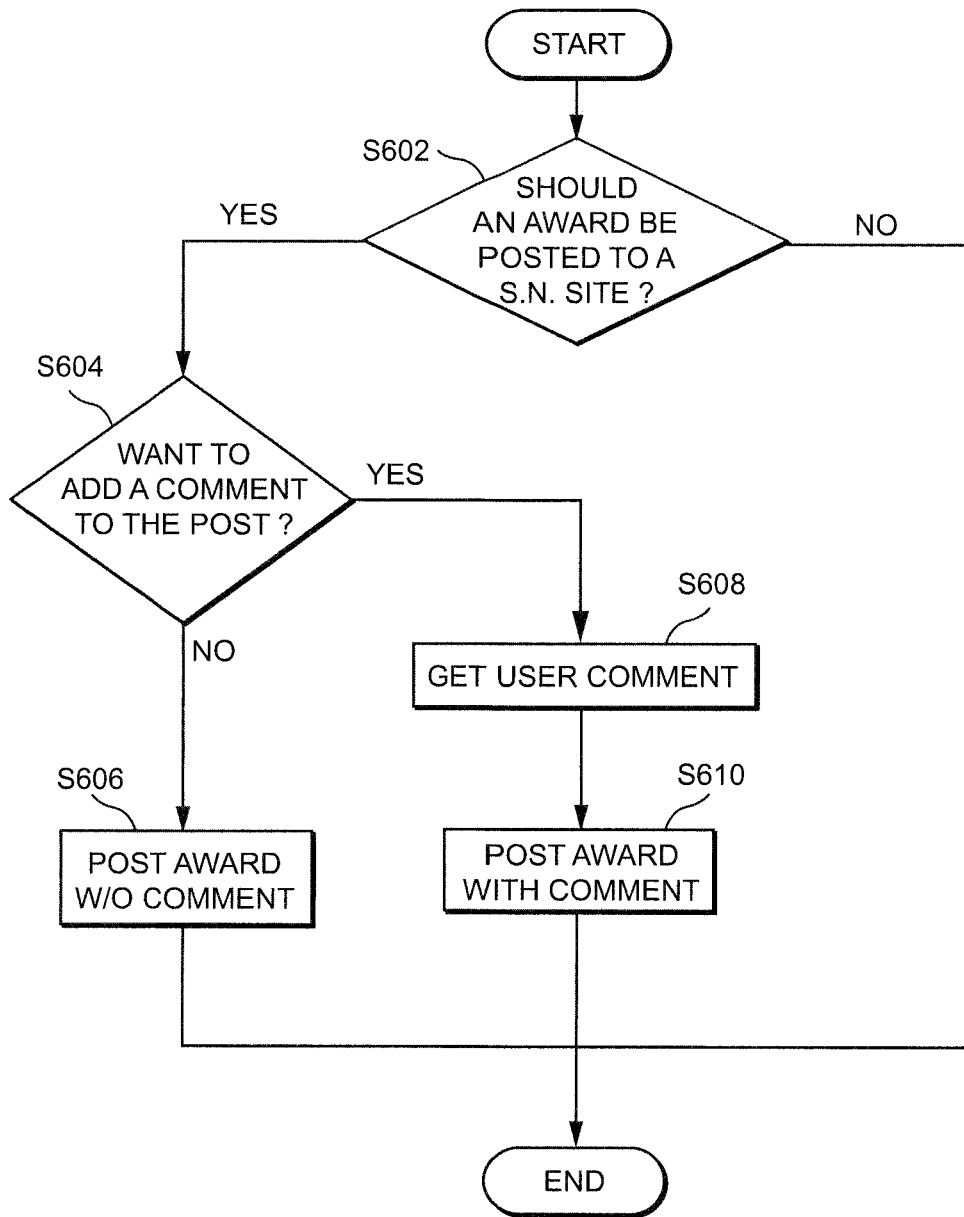 START
S602
SHOULD
AN AWARD BE
POSTED TO A
S.N. SITE ?
YES
NO
S604
WANT TO
ADD A COMMENT
TO THE POST ?
YES
NO
S608
GET USER COMMENT
S606
POST AWARD
W/O COMMENT
S610
POST AWARD
WITH COMMENT
END